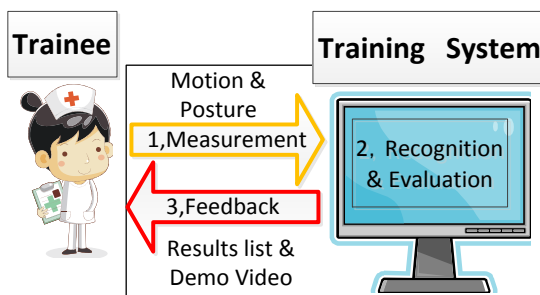 Trainee
Training System
Motion &
Posture
1,Measurement
2, Recognition
& Evaluation
3,Feedback
Results list &
Demo Video